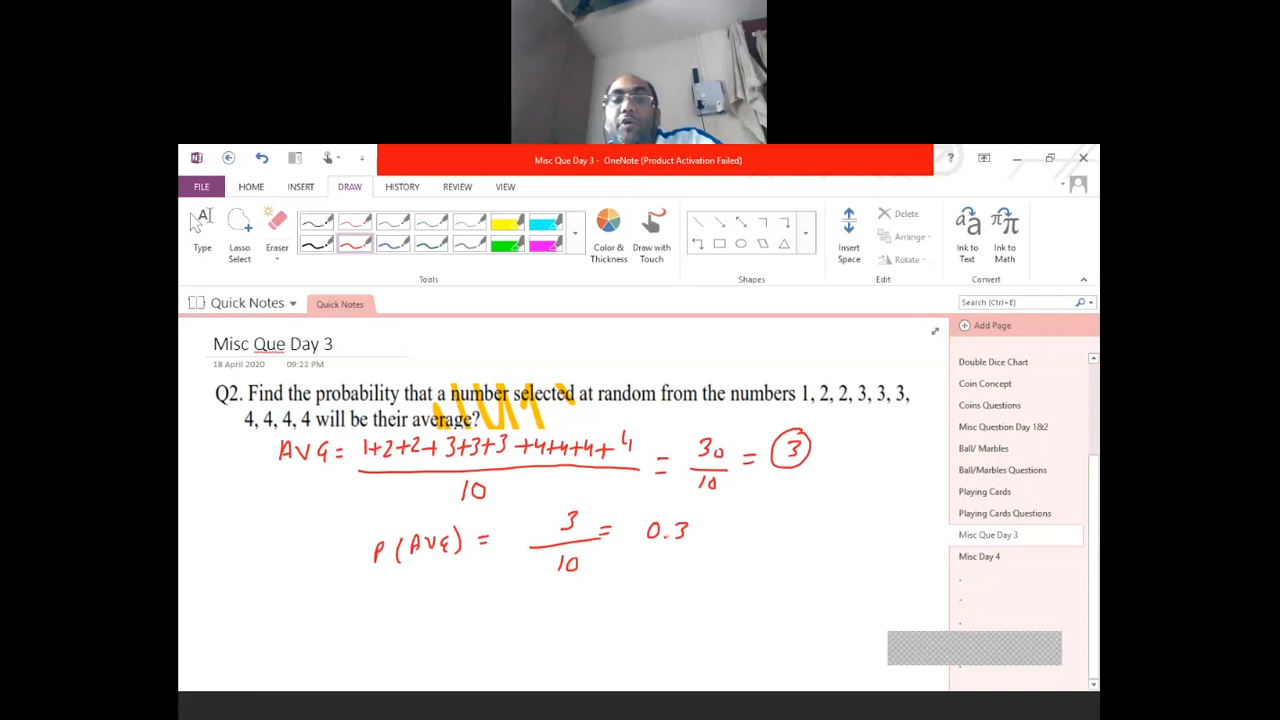 Misc Que Day 3 - OneNote (Product Activation Failed)
?
FILE HOME INSERT DRAW HISTORY REVIEW VIEW
Type
Lasso Select
Eraser
Color & Thickness
Draw with Touch
Insert Space
Delete
Arrange
Rotate
Ink to Text
Ink to Math
Tools
Shapes
Edit
Convert
Quick Notes
Quick Notes
Search (Ctrl+E)
Misc Que Day 3
18 April 2020 09:22 PM
Q2. Find the probability that a number selected at random from the numbers 1, 2, 2, 3, 3, 3,
4, 4, 4, 4 will be their average?
AVG = 1+2+2+3+3+3+4+4+4+4 / 10 = 30/10 = 3
P(AVG) = 3/10 = 0.3
Add Page
Double Dice Chart
Coin Concept
Coins Questions
Misc Question Day 1&2
Ball/ Marbles
Ball/Marbles Questions
Playing Cards
Playing Cards Questions
Misc Que Day 3
Misc Day 4